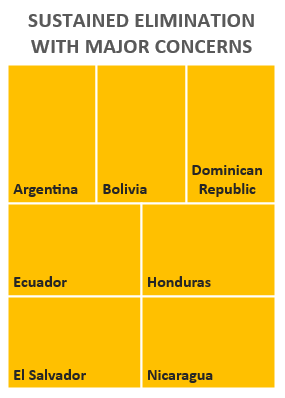 SUSTAINED ELIMINATION
WITH MAJOR CONCERNS
Argentina
Bolivia
Dominican
Republic
Ecuador
Honduras
El Salvador
Nicaragua